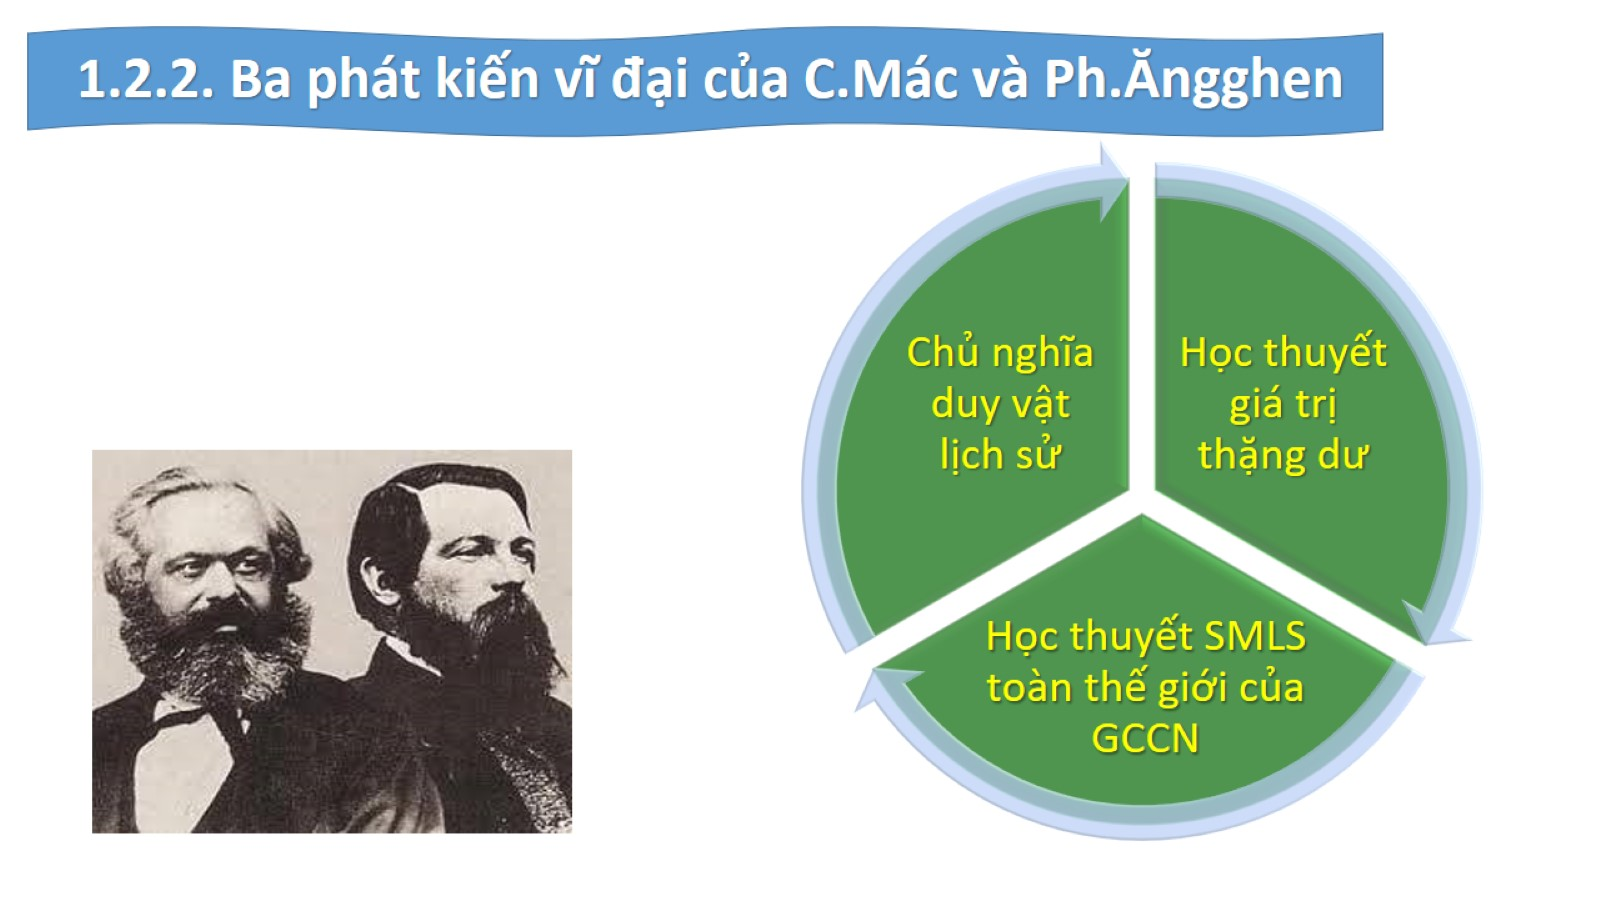 1.2.2. Ba phát kiến vĩ đại của C.Mác và Ph.Ăngghen
Chủ nghĩa
duy vật
lịch sử
Học thuyết
giá trị
thặng dư
Học thuyết SMLS
toàn thế giới của
GCCN